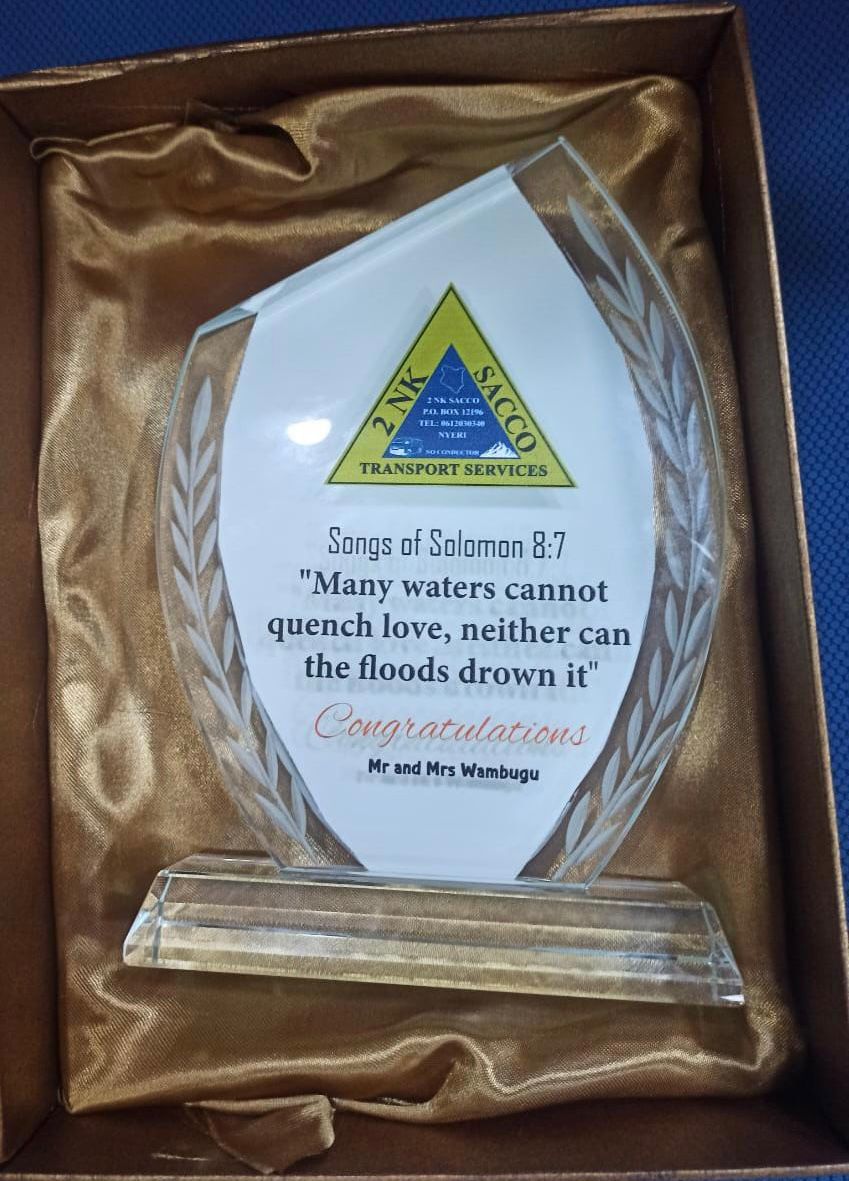 2 NK SACCO
2 NK SACCO
P.O. BOX 12196
TEL: 0612030340
NYERI
NO CONDUCTOR
TRANSPORT SERVICES
Songs of Solomon 8:7
"Many waters cannot
quench love, neither can
the floods drown it"
Congratulations
Mr and Mrs Wambugu